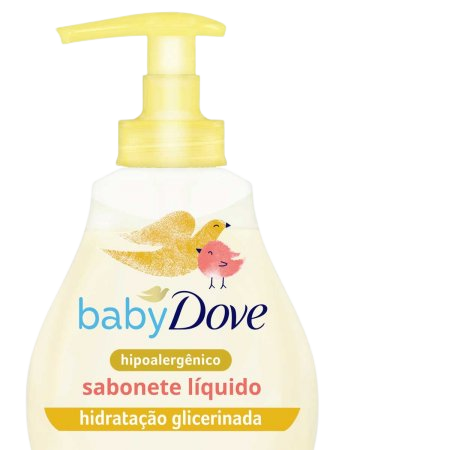 baby Dove
hipoalergênico
sabonete líquido
hidratação glicerinada